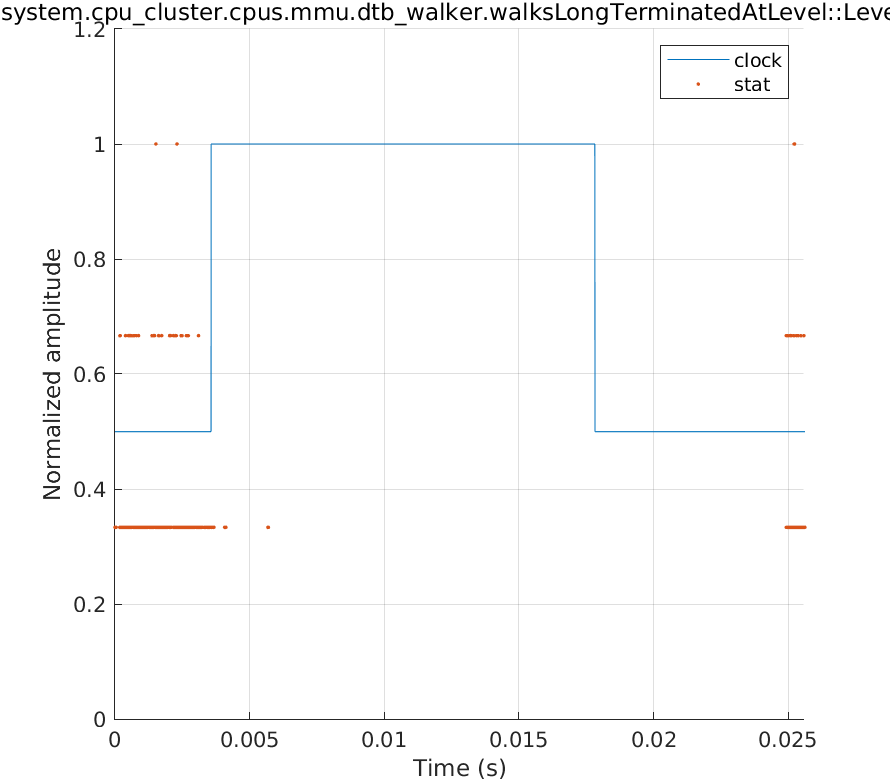 system.cpu_cluster.cpus.mmu.dtb_walker.walksLongTerminatedAtLevel::Leve
1.2
1
0.8
0.6
0.4
0.2
0
Normalized amplitude
clock
stat
0 0.005 0.01 0.015 0.02 0.025
Time (s)